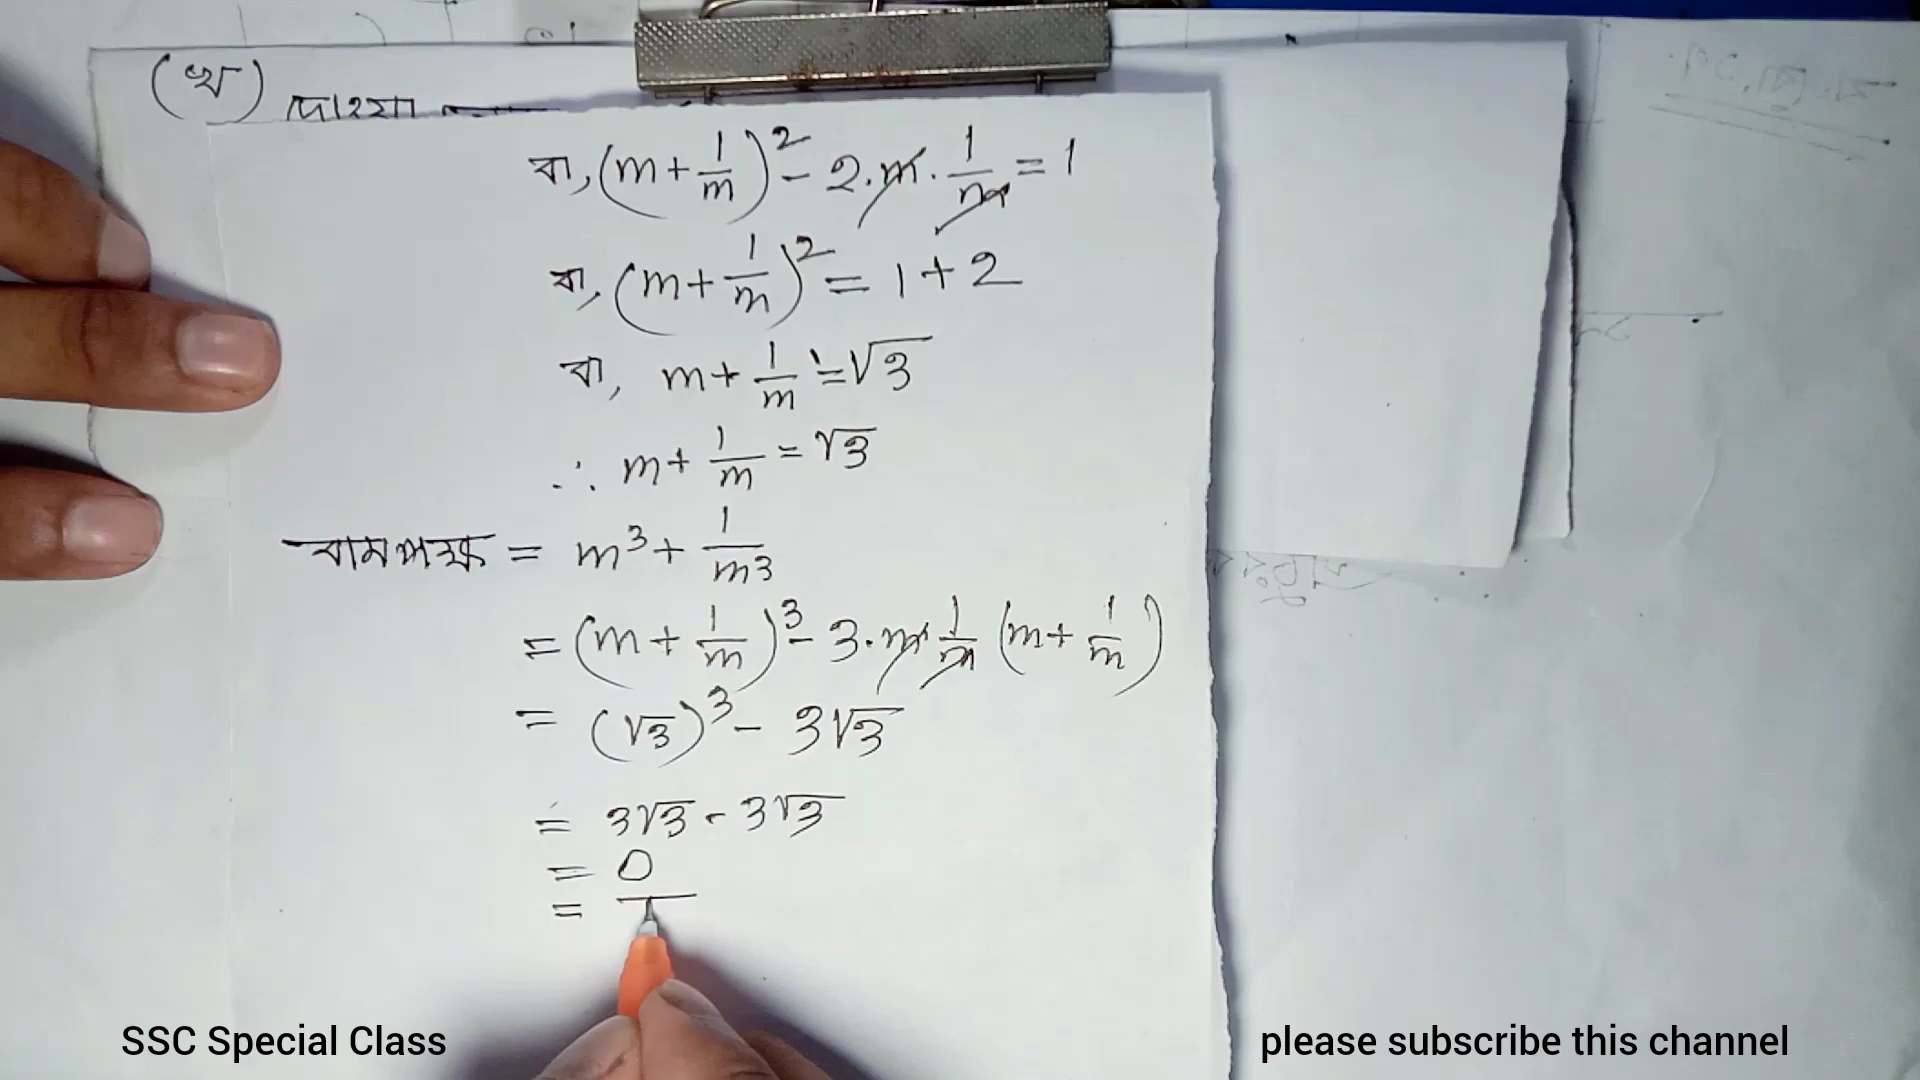 (খ)
বা, (m + 1/m)² - 2.m.1/m = 1
বা, (m + 1/m)² = 1 + 2
বা, m + 1/m = √3
∴ m + 1/m = √3
বামপক্ষ = m³ + 1/m³
= (m + 1/m)³ - 3.m 1/m (m + 1/m)
= (√3)³ - 3√3
= 3√3 - 3√3
= 0
=
SSC Special Class
please subscribe this channel